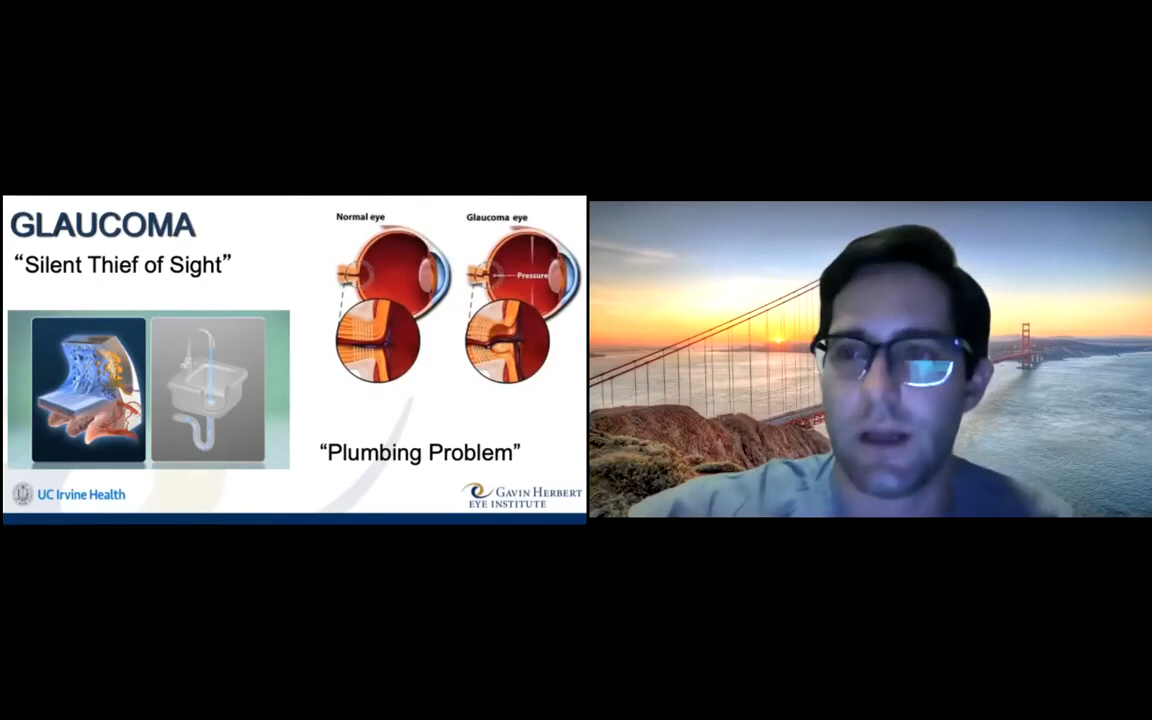 GLAUCOMA
“Silent Thief of Sight”
Normal eye
Glaucoma eye
Pressure
“Plumbing Problem”
UC Irvine Health
GAVIN HERBERT
EYE INSTITUTE